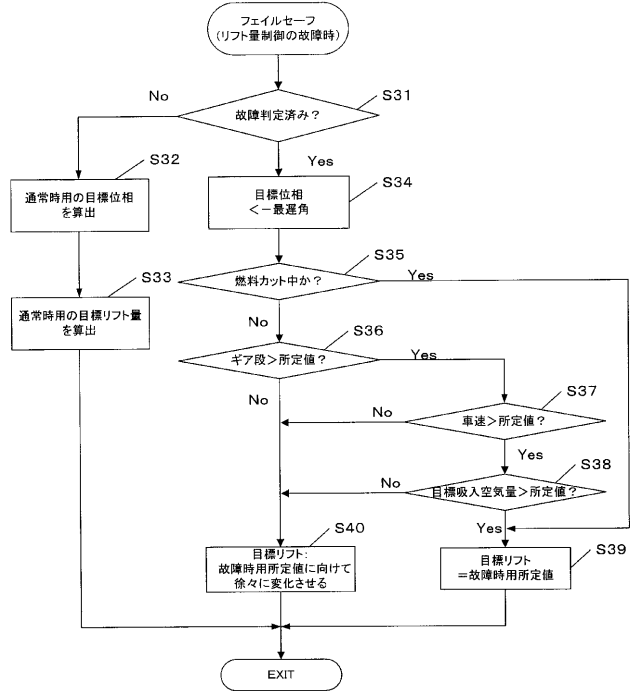 フェイルセーフ
(リフト量制御の故障時)
S31
故障判定済み？
No
Yes
S32
通常時用の目標位相
を算出
S34
目標位相
<－最遅角
S35
燃料カット中か？
Yes
No
S33
通常時用の目標リフト量
を算出
S36
ギア段＞所定値？
Yes
No
S37
車速＞所定値？
No
Yes
S38
目標吸入空気量＞所定値？
No
Yes
S40
目標リフト：
故障時用所定値に向けて
徐々に変化させる
S39
目標リフト
＝故障時用所定値
EXIT